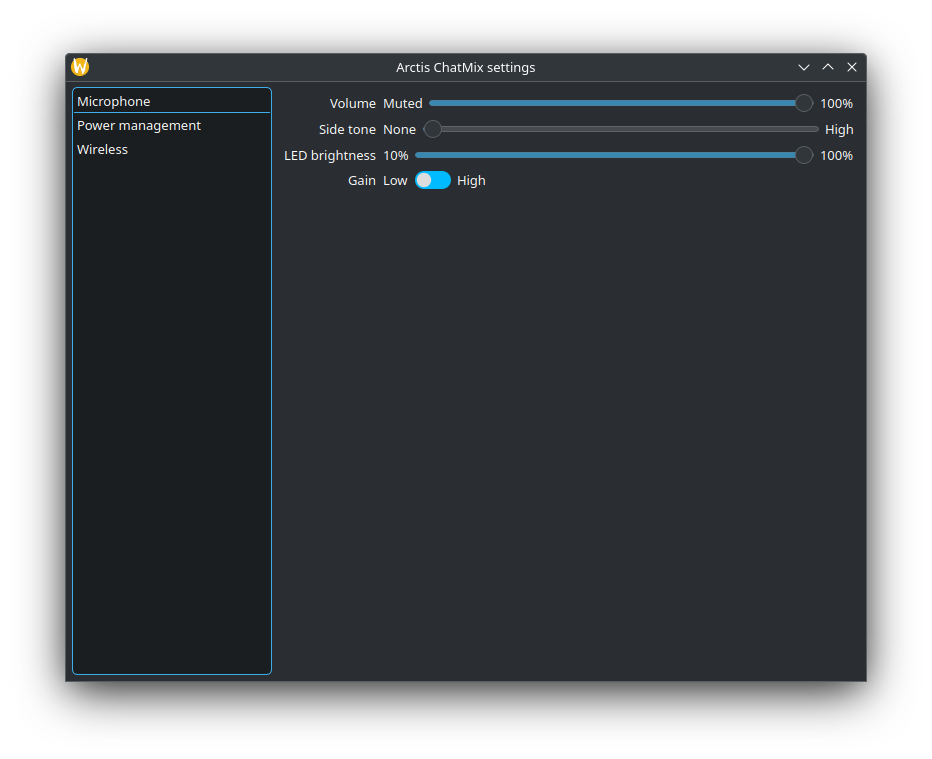 Arctis ChatMix settings
Microphone
Power management
Wireless
Volume Muted 100%
Side tone None High
LED brightness 10% 100%
Gain Low High